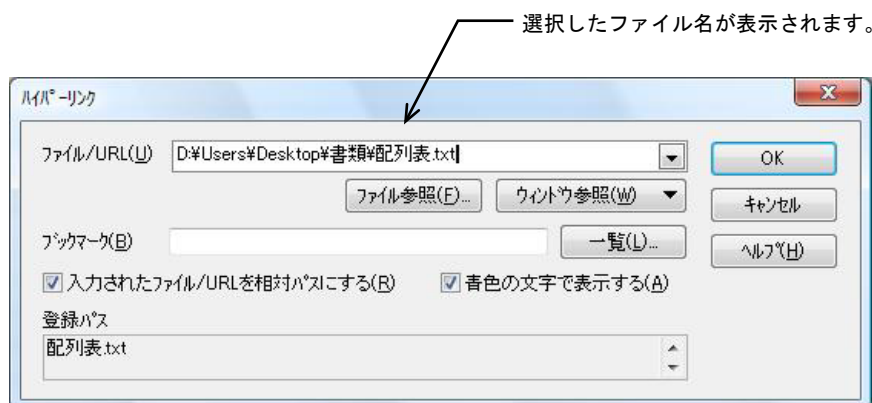 選択したファイル名が表示されます。
ﾊｲﾊﾟｰﾘﾝｸ
ﾌｧｲﾙ/URL(U) D:¥Users¥Desktop¥書類¥配列表.txt OK
ﾌｧｲﾙ参照(F)... ｳｨﾝﾄﾞｳ参照(W) ｷｬﾝｾﾙ
ﾌﾞｯｸﾏｰｸ(B) 一覧(L)... ﾍﾙﾌﾟ(H)
入力されたﾌｧｲﾙ/URLを相対ﾊﾟｽにする(R) 青色の文字で表示する(A)
登録ﾊﾟｽ
配列表.txt